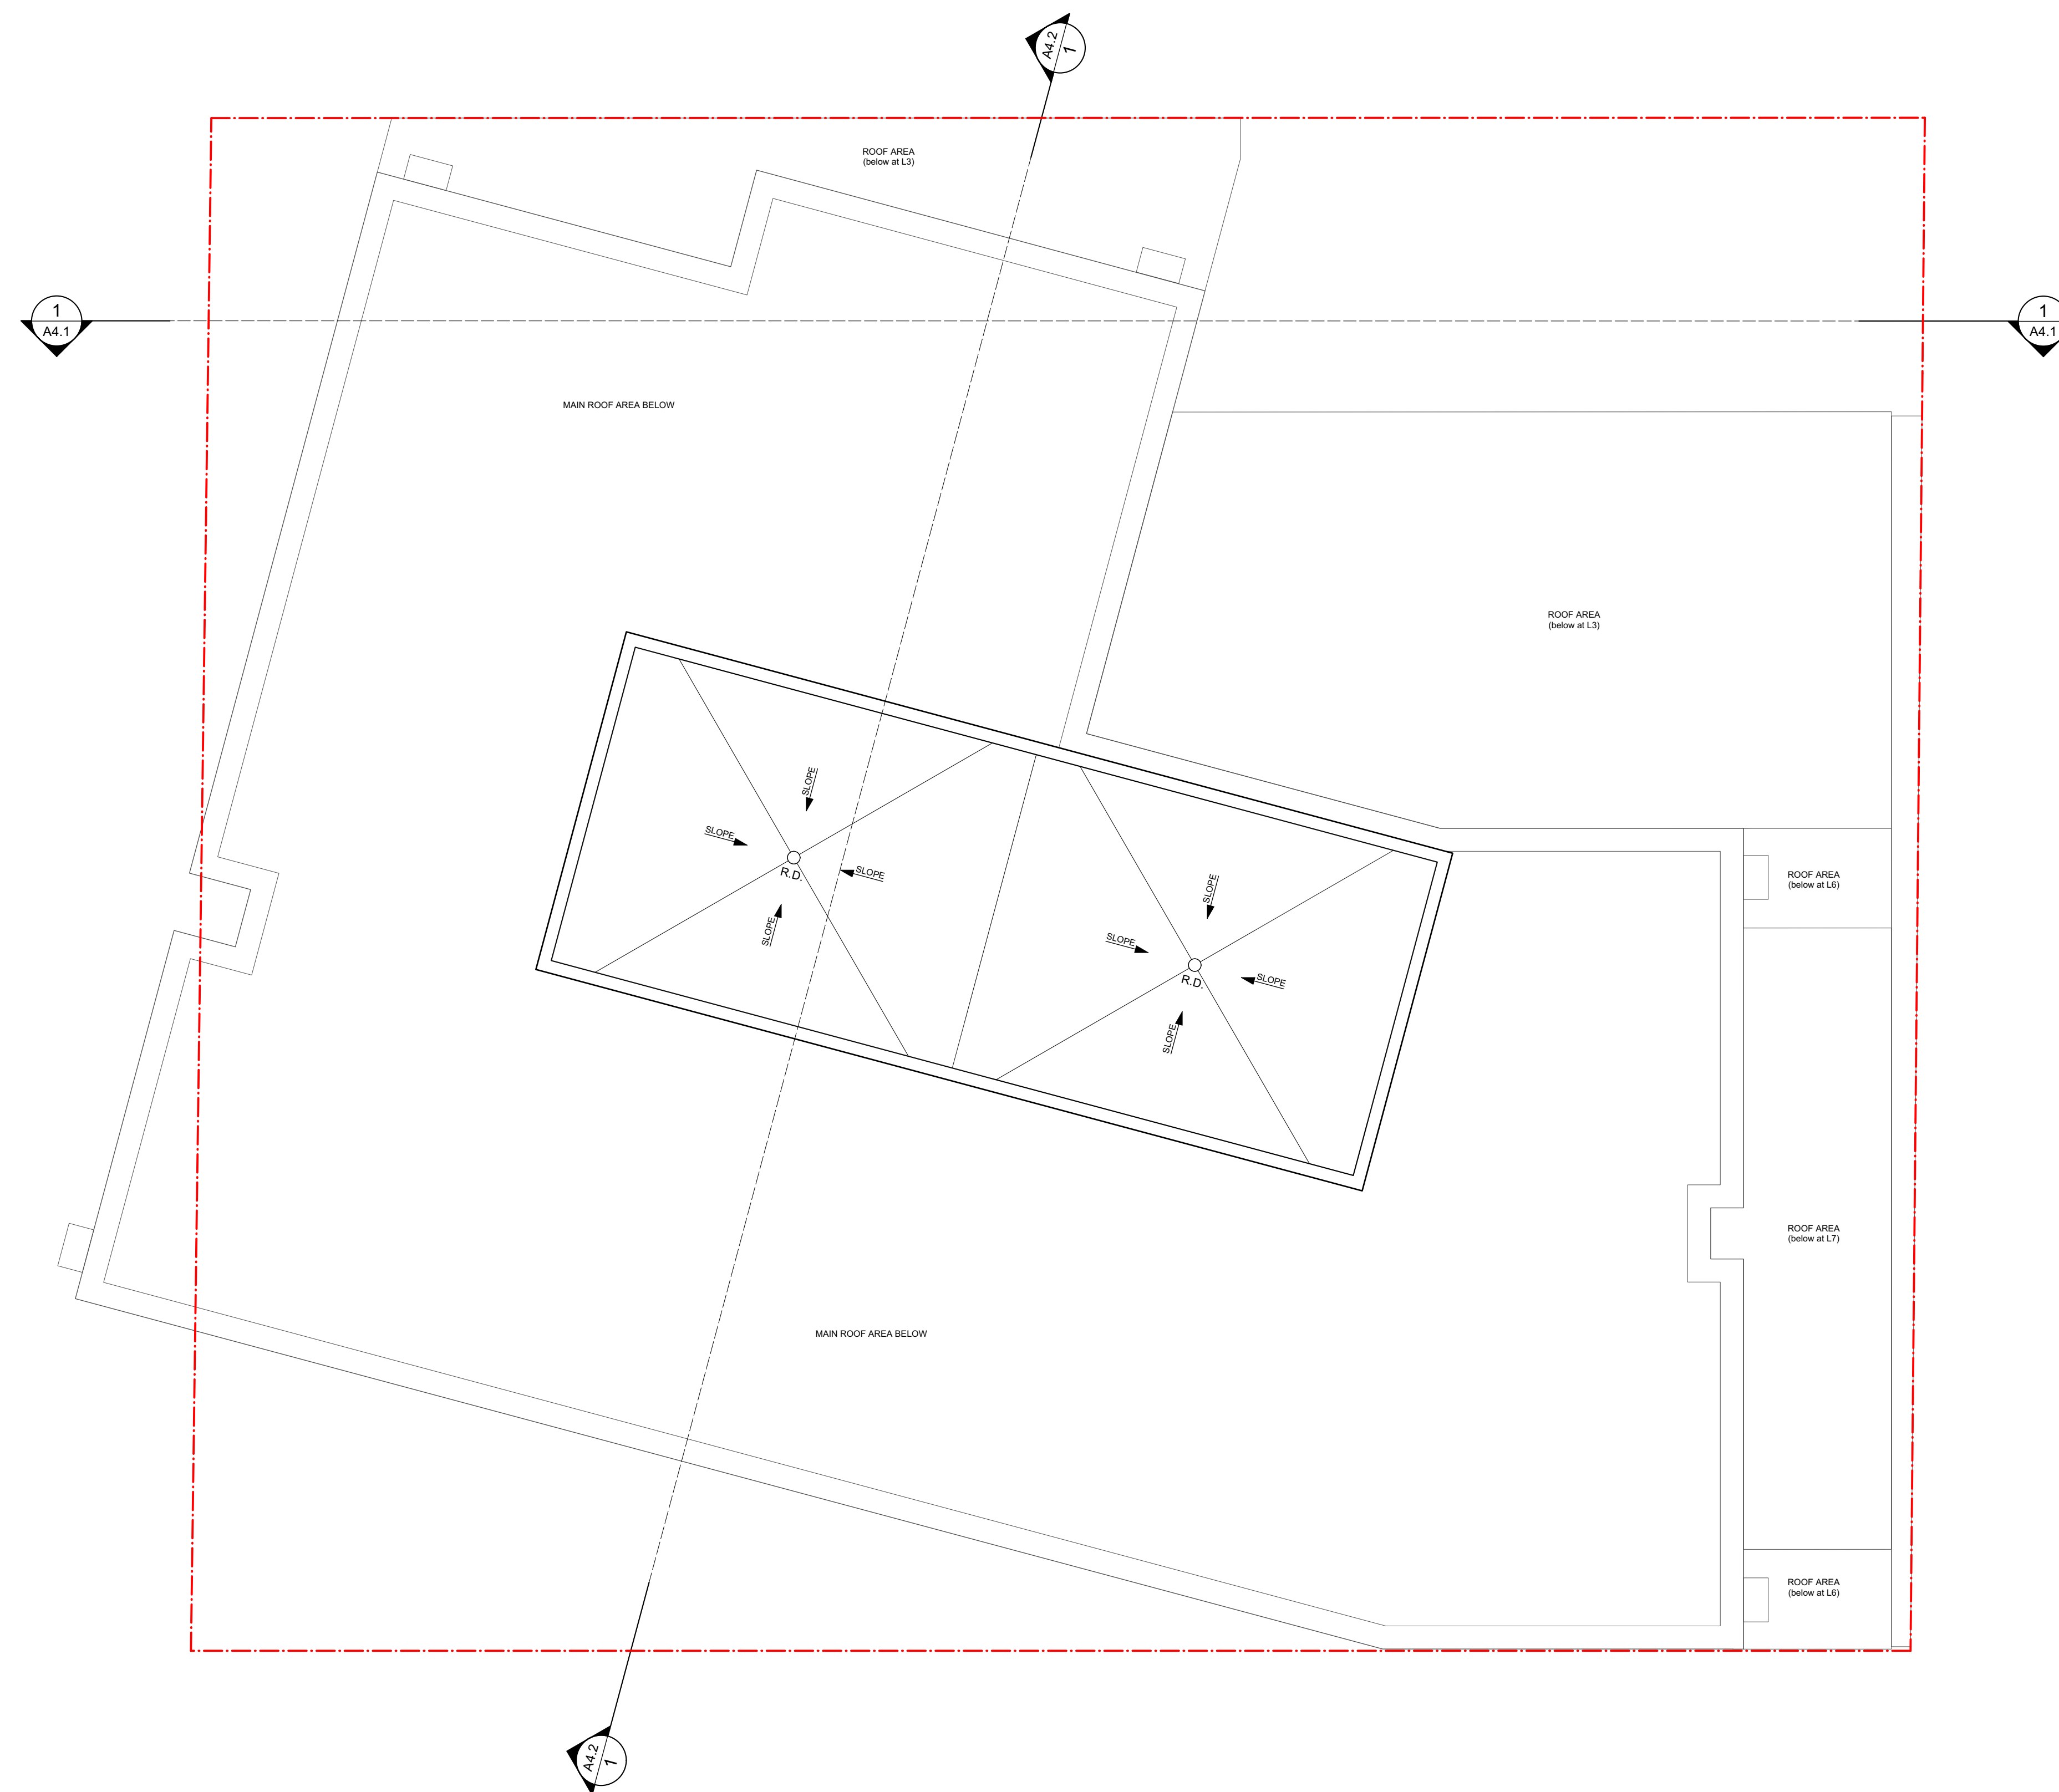 A4.2
1
ROOF AREA
(below at L3)
1
A4.1
1
A4.1
MAIN ROOF AREA BELOW
ROOF AREA
(below at L3)
SLOPE
SLOPE
SLOPE
R.D.
SLOPE
SLOPE
SLOPE
SLOPE
R.D.
SLOPE
ROOF AREA
(below at L6)
ROOF AREA
(below at L7)
MAIN ROOF AREA BELOW
ROOF AREA
(below at L6)
A4.2
1